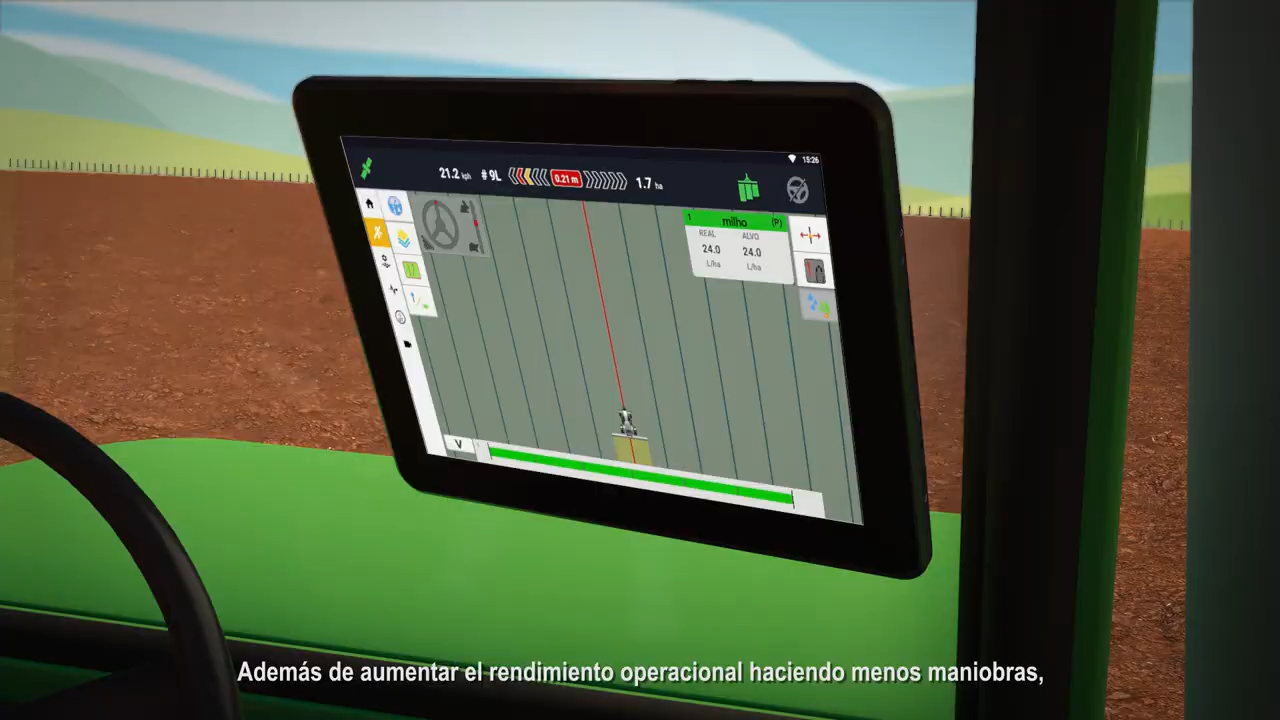 15:26
21.2 kph #9L 0.21 m 1.7 ha
1 milho (P)
REAL ALVO
24.0 24.0
L/ha L/ha
V
Además de aumentar el rendimiento operacional haciendo menos maniobras,